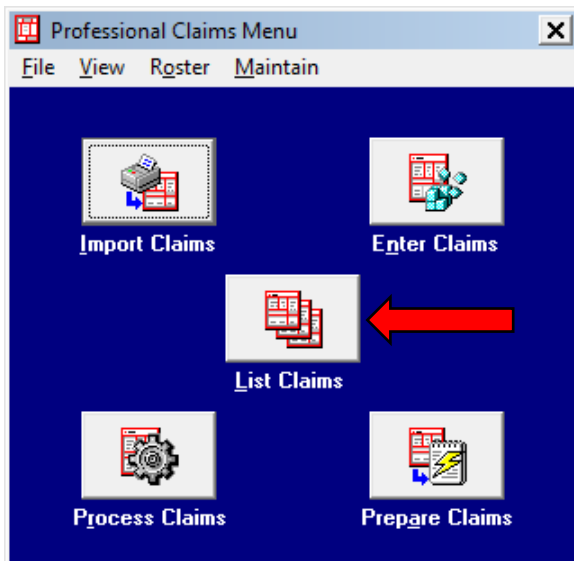 Professional Claims Menu
File View Roster Maintain
Import Claims
Enter Claims
List Claims
Process Claims
Prepare Claims